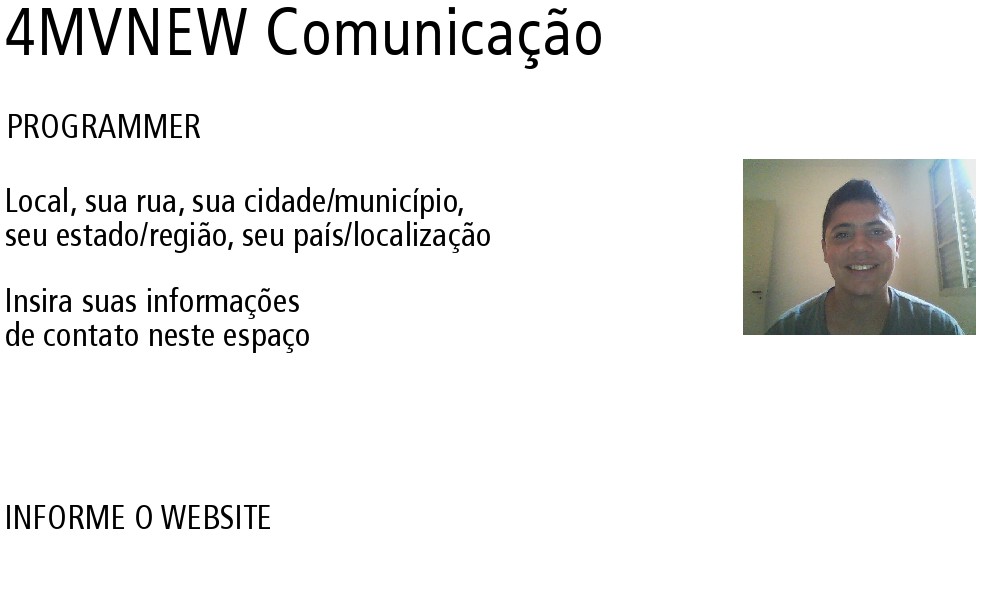 4MVNEW Comunicação
PROGRAMMER
Local, sua rua, sua cidade/município,
seu estado/região, seu país/localização
Insira suas informações
de contato neste espaço
INFORME O WEBSITE